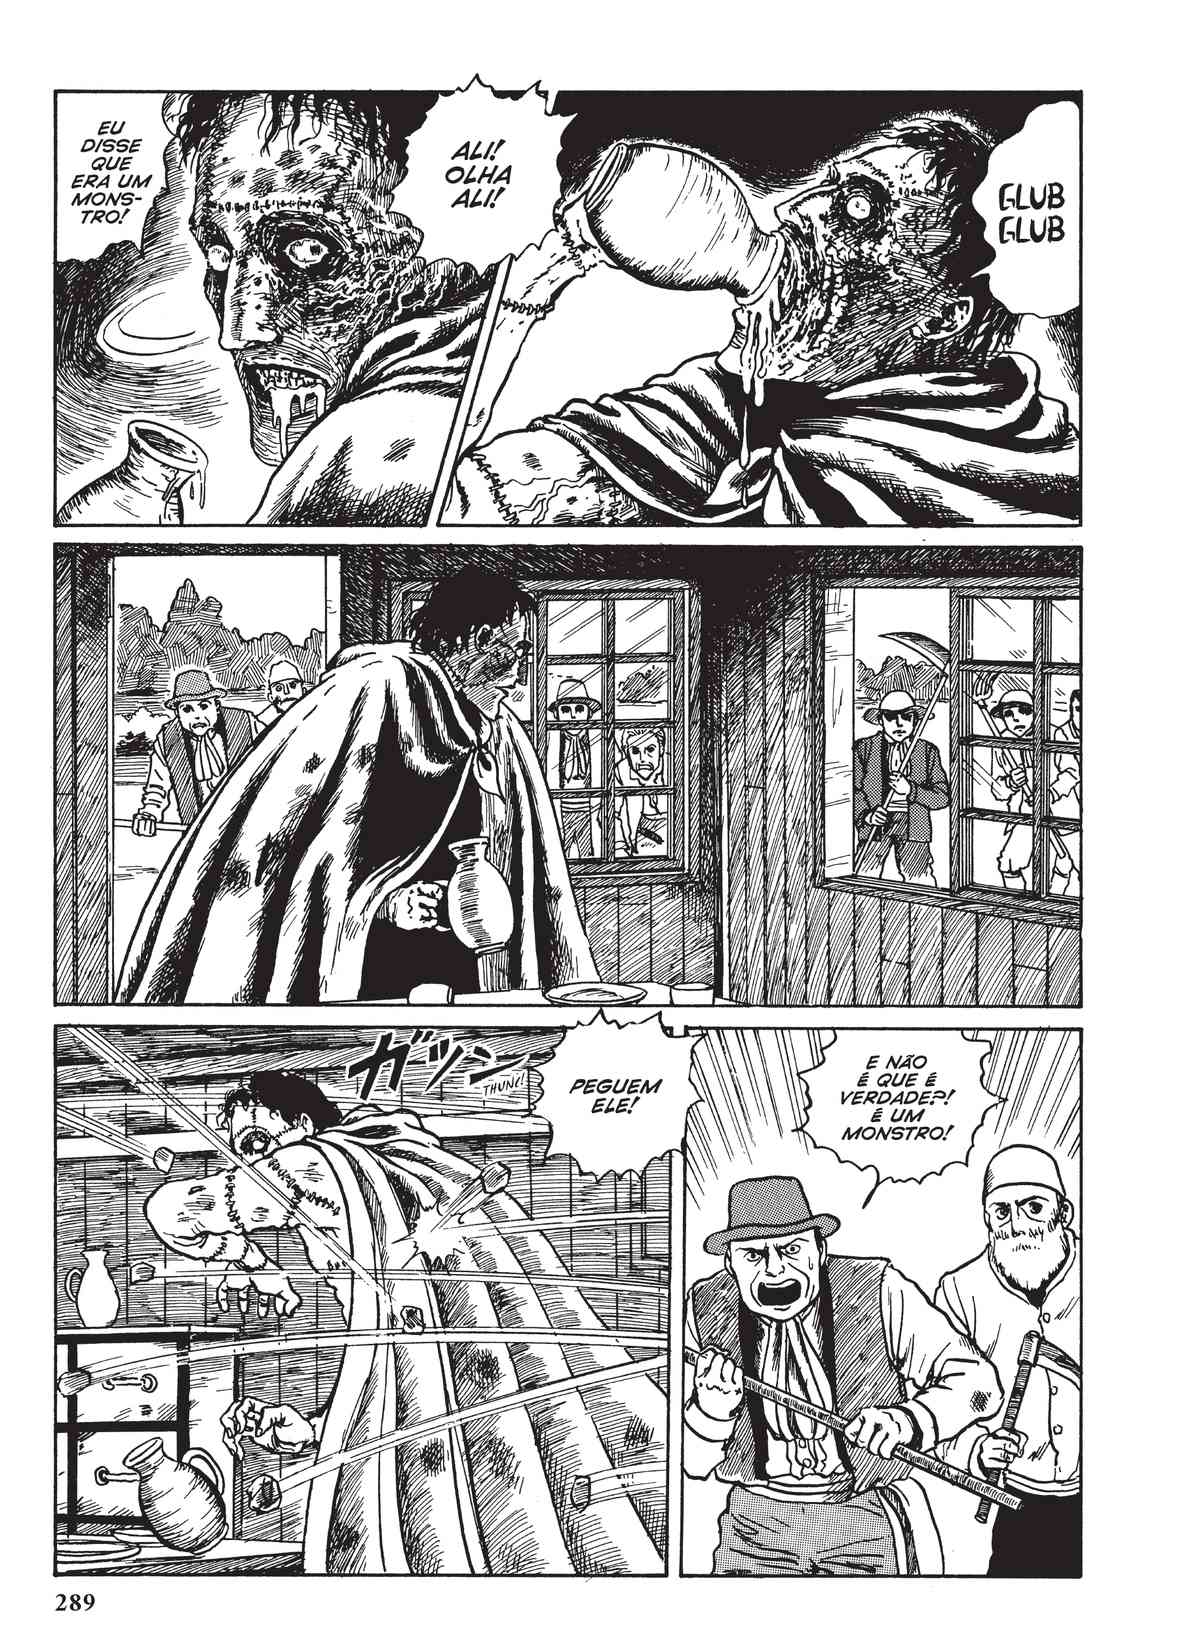 GLUB
GLUB
ALI!
OLHA
ALI!
EU
DISSE
QUE
ERA UM
MONS-
TRO!
E NÃO
É QUE É
VERDADE?!
É UM
MONSTRO!
PEGUEM
ELE!
ガツン
THUNC!
289